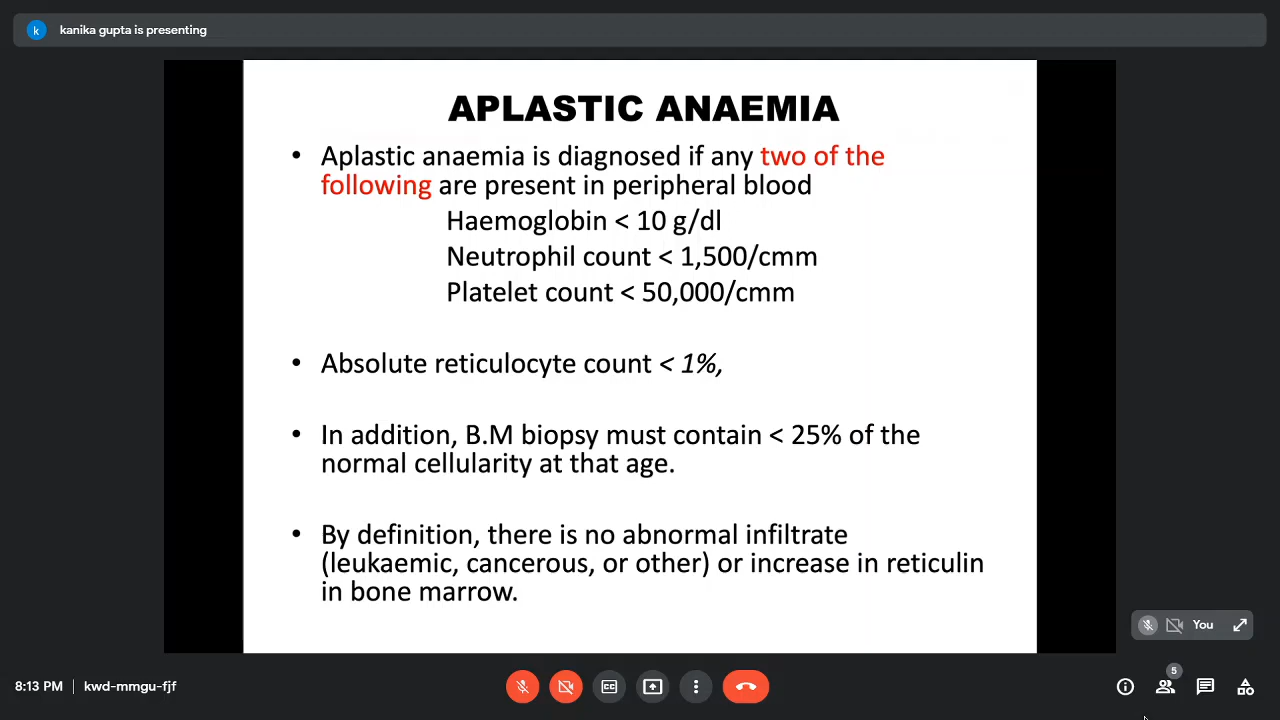 k
kanika gupta is presenting
APLASTIC ANAEMIA
• Aplastic anaemia is diagnosed if any two of the
following are present in peripheral blood
Haemoglobin < 10 g/dl
Neutrophil count < 1,500/cmm
Platelet count < 50,000/cmm
• Absolute reticulocyte count < 1%,
• In addition, B.M biopsy must contain < 25% of the
normal cellularity at that age.
• By definition, there is no abnormal infiltrate
(leukaemic, cancerous, or other) or increase in reticulin
in bone marrow.
You
8:13 PM | kwd-mmgu-fjf
CC
5